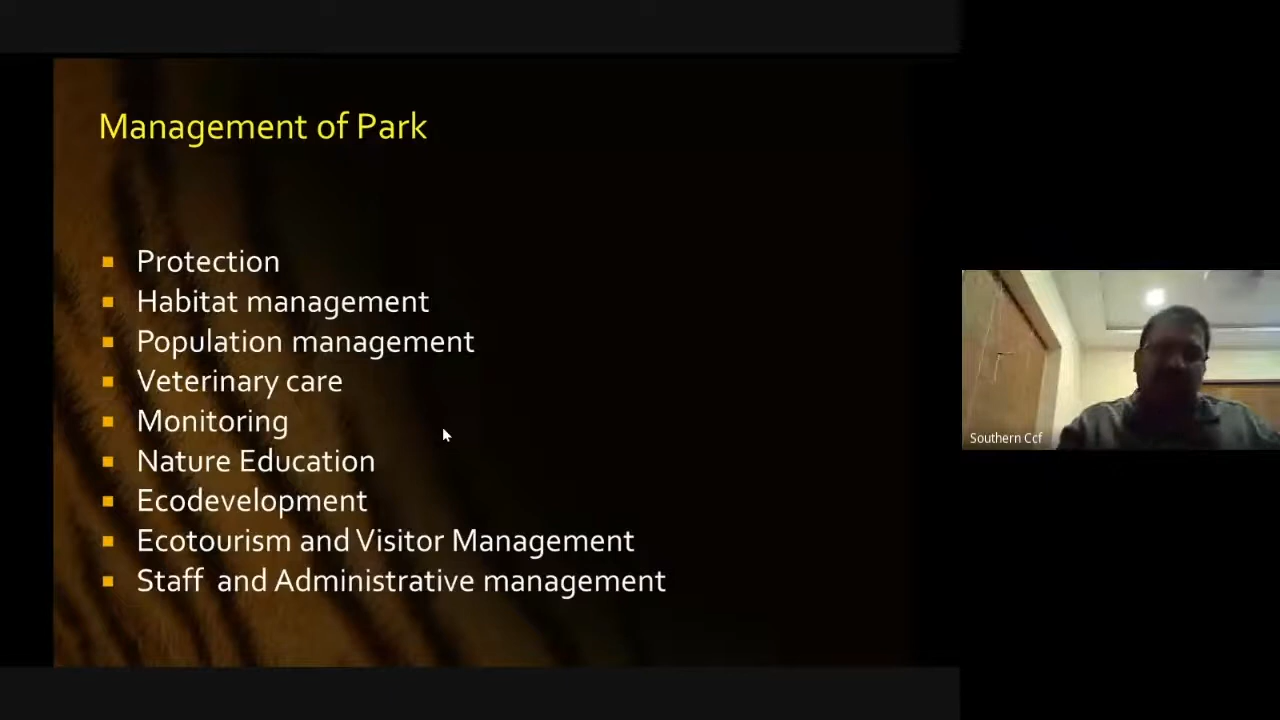 Management of Park
Protection
Habitat management
Population management
Veterinary care
Monitoring
Nature Education
Ecodevelopment
Ecotourism and Visitor Management
Staff and Administrative management
Southern Ccf